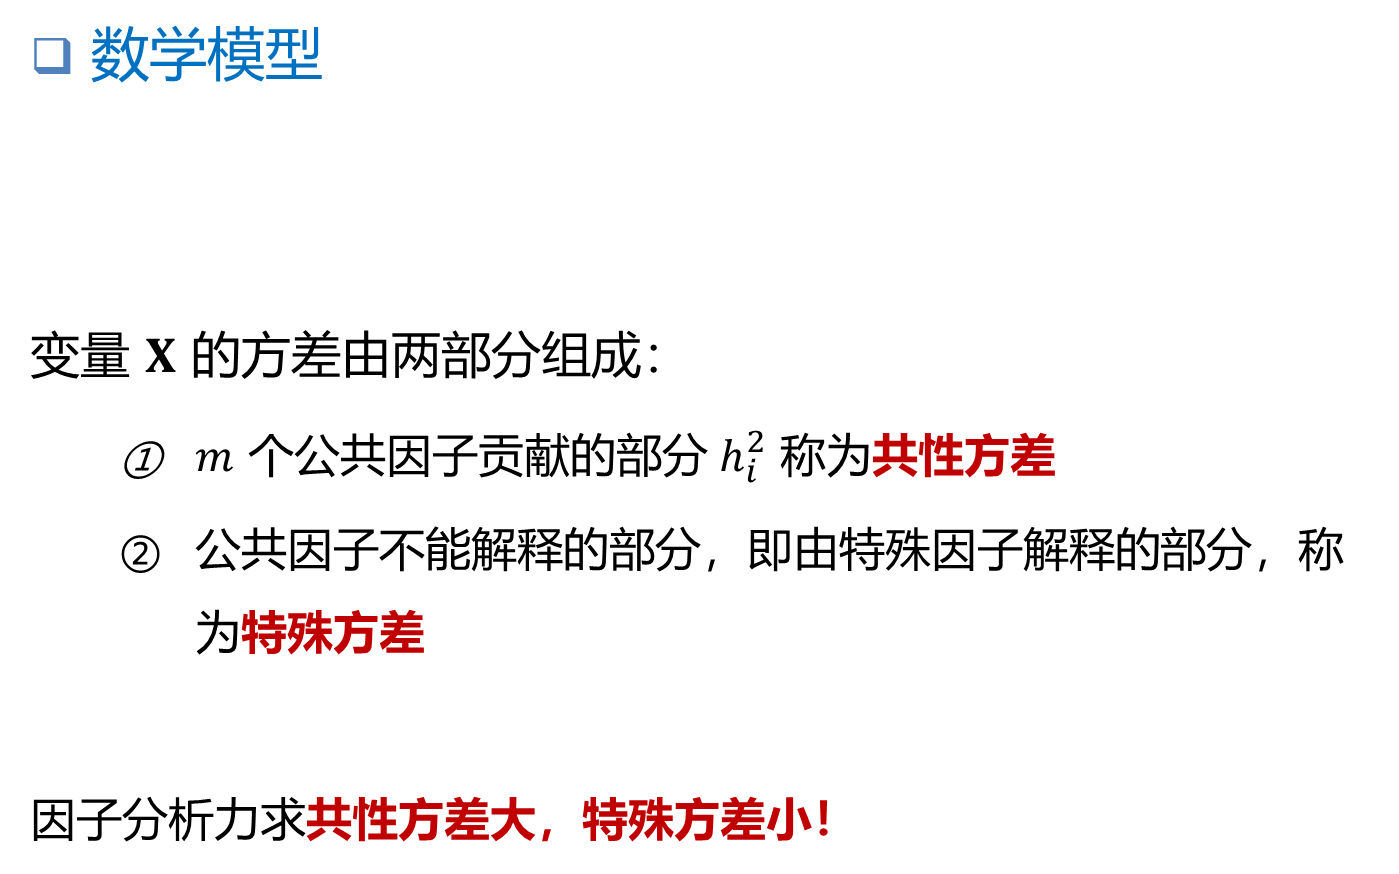 数学模型
变量 X 的方差由两部分组成：
① m 个公共因子贡献的部分 h_i^2 称为共性方差
② 公共因子不能解释的部分，即由特殊因子解释的部分，称
为特殊方差
因子分析力求共性方差大，特殊方差小！